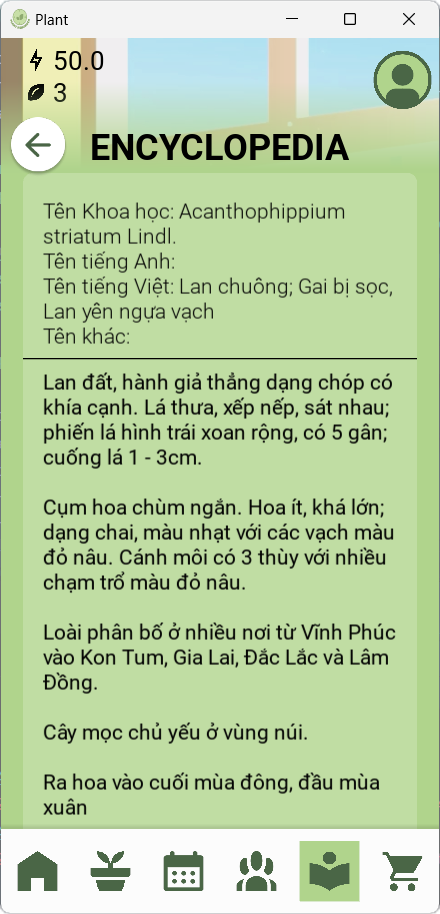 Plant
50.0
3
ENCYCLOPEDIA
Tên Khoa học: Acanthophippium
striatum Lindl.
Tên tiếng Anh:
Tên tiếng Việt: Lan chuông; Gai bị sọc,
Lan yên ngựa vạch
Tên khác:
Lan đất, hành giả thẳng dạng chóp có
khía cạnh. Lá thưa, xếp nếp, sát nhau;
phiến lá hình trái xoan rộng, có 5 gân;
cuống lá 1 - 3cm.
Cụm hoa chùm ngắn. Hoa ít, khá lớn;
dạng chai, màu nhạt với các vạch màu
đỏ nâu. Cánh môi có 3 thùy với nhiều
chạm trổ màu đỏ nâu.
Loài phân bố ở nhiều nơi từ Vĩnh Phúc
vào Kon Tum, Gia Lai, Đắc Lắc và Lâm
Đồng.
Cây mọc chủ yếu ở vùng núi.
Ra hoa vào cuối mùa đông, đầu mùa
xuân